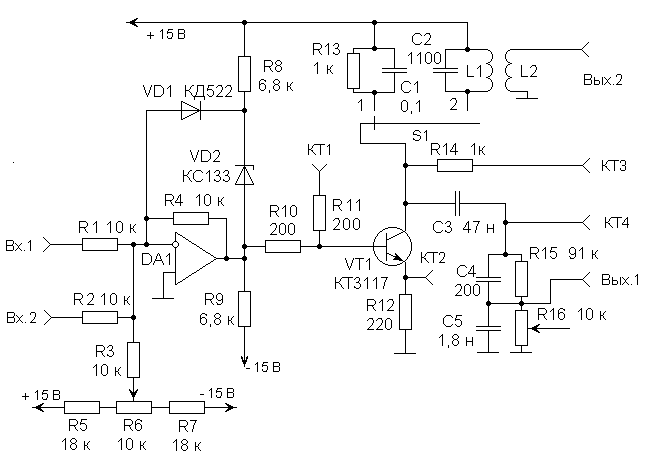 + 15 В
R13
1 к
C2
1100
L1
L2
Вых.2
R8
6,8 к
VD1 КД522
C1
0,1
1
2
S1
VD2
КС133
КТ1
R14 1к
КТ3
R4 10 к
R10
200
R11
200
R1 10 к
Вх.1
DA1
C3 47 н
КТ4
VT1
КТ3117
КТ2
C4
200
R15 91 к
Вых.1
R2 10 к
Вх.2
R9
6,8 к
R12
220
C5
1,8 н
R16 10 к
R3
10 к
- 15 В
+ 15 В
- 15 В
R5
18 к
R6
10 к
R7
18 к